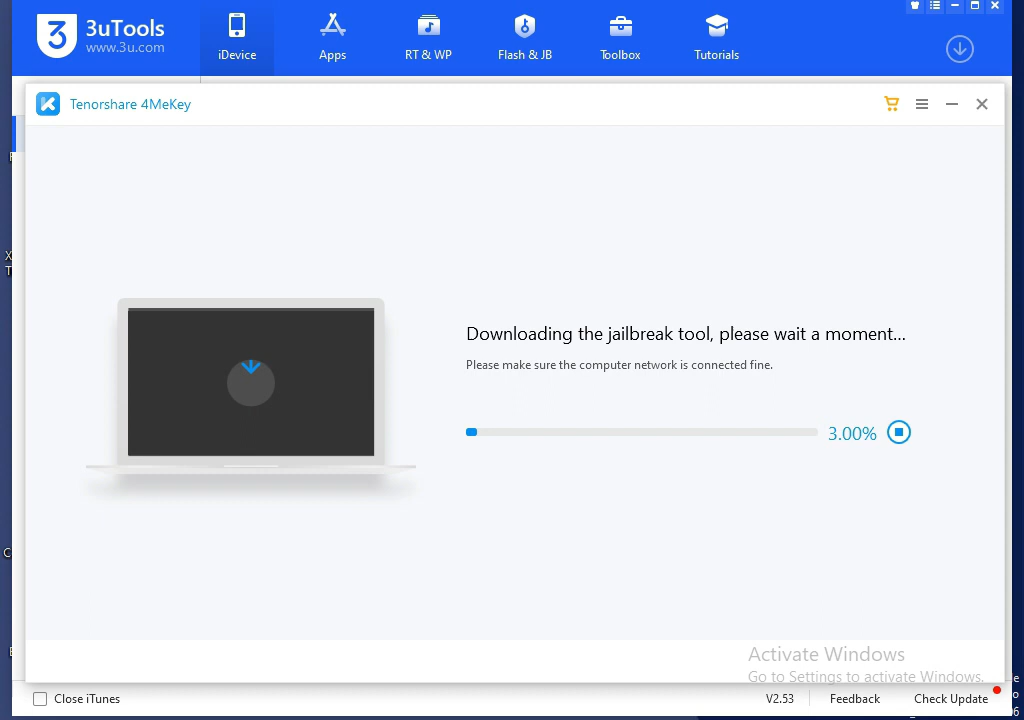 3uTools
www.3u.com
iDevice
Apps
RT & WP
Flash & JB
Toolbox
Tutorials
Tenorshare 4MeKey
Downloading the jailbreak tool, please wait a moment...
Please make sure the computer network is connected fine.
3.00%
Activate Windows
Go to Settings to activate Windows.
Close iTunes
V2.53
Feedback
Check Update